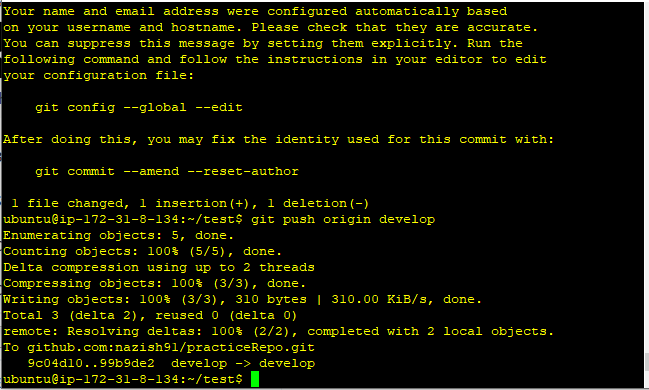 Your name and email address were configured automatically based
on your username and hostname. Please check that they are accurate.
You can suppress this message by setting them explicitly. Run the
following command and follow the instructions in your editor to edit
your configuration file:
git config --global --edit
After doing this, you may fix the identity used for this commit with:
git commit --amend --reset-author
1 file changed, 1 insertion(+), 1 deletion(-)
ubuntu@ip-172-31-8-134:~/test$ git push origin develop
Enumerating objects: 5, done.
Counting objects: 100% (5/5), done.
Delta compression using up to 2 threads
Compressing objects: 100% (3/3), done.
Writing objects: 100% (3/3), 310 bytes | 310.00 KiB/s, done.
Total 3 (delta 2), reused 0 (delta 0)
remote: Resolving deltas: 100% (2/2), completed with 2 local objects.
To github.com:nazish91/practiceRepo.git
9c04d10..99b9de2  develop -> develop
ubuntu@ip-172-31-8-134:~/test$